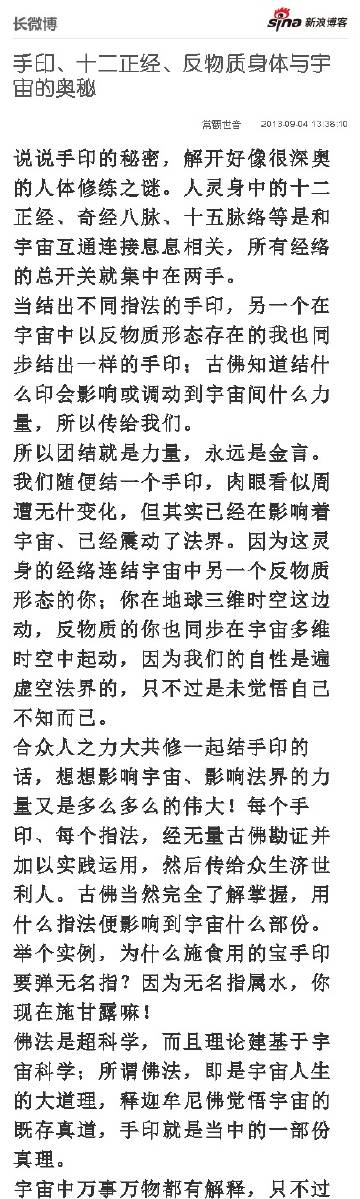 长微博
sina 新浪博客
手印、十二正经、反物质身体与宇
宙的奥秘
常觀世音 2013-09-04 13:38:10
说说手印的秘密，解开好像很深奥
的人体修练之谜。人灵身中的十二
正经、奇经八脉、十五脉络等是和
宇宙互通连接息息相关，所有经络
的总开关就集中在两手。
当结出不同指法的手印，另一个在
宇宙中以反物质形态存在的我也同
步结出一样的手印；古佛知道结什
么印会影响或调动到宇宙间什么力
量，所以传给我们。
所以团结就是力量，永远是金言。
我们随便结一个手印，肉眼看似周
遭无什变化，但其实已经在影响着
宇宙、已经震动了法界。因为这灵
身的经络连结宇宙中另一个反物质
形态的你；你在地球三维时空这边
动，反物质的你也同步在宇宙多维
时空中起动，因为我们的自性是遍
虚空法界的，只不过是未觉悟自己
不知而已。
合众人之力大共修一起结手印的
话，想想影响宇宙、影响法界的力
量又是多么多么的伟大！每个手
印、每个指法，经无量古佛勘证并
加以实践运用，然后传给众生济世
利人。古佛当然完全了解掌握，用
什么指法便影响到宇宙什么部份。
举个实例，为什么施食用的宝手印
要弹无名指？因为无名指属水，你
现在施甘露嘛！
佛法是超科学，而且理论建基于宇
宙科学；所谓佛法，即是宇宙人生
的大道理，释迦牟尼佛觉悟宇宙的
既存真道，手印就是当中的一部份
真理。
宇宙中万事万物都有解释，只不过